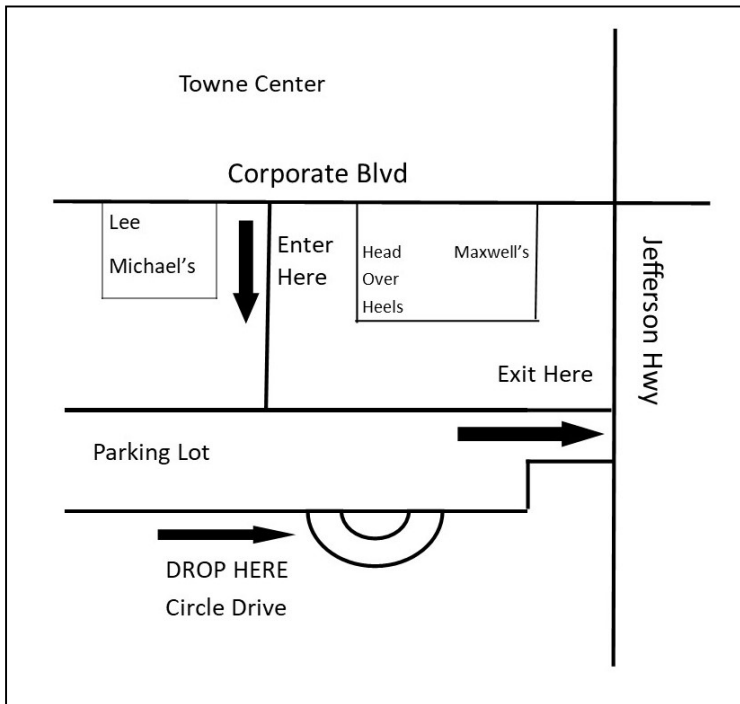 Towne Center
Corporate Blvd
Lee
Michael's
Enter
Here
Head
Over
Heels
Maxwell's
Jefferson Hwy
Exit Here
Parking Lot
DROP HERE
Circle Drive